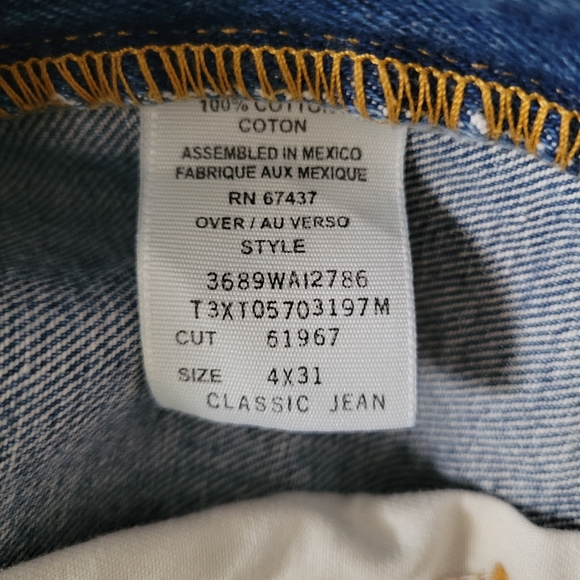 100% COTTON
COTON
ASSEMBLED IN MEXICO
FABRIQUE AUX MEXIQUE
RN 67437
OVER / AU VERSO
STYLE
3689WAI2786
T3XT05703197M
CUT 61967
SIZE 4X31
CLASSIC JEAN